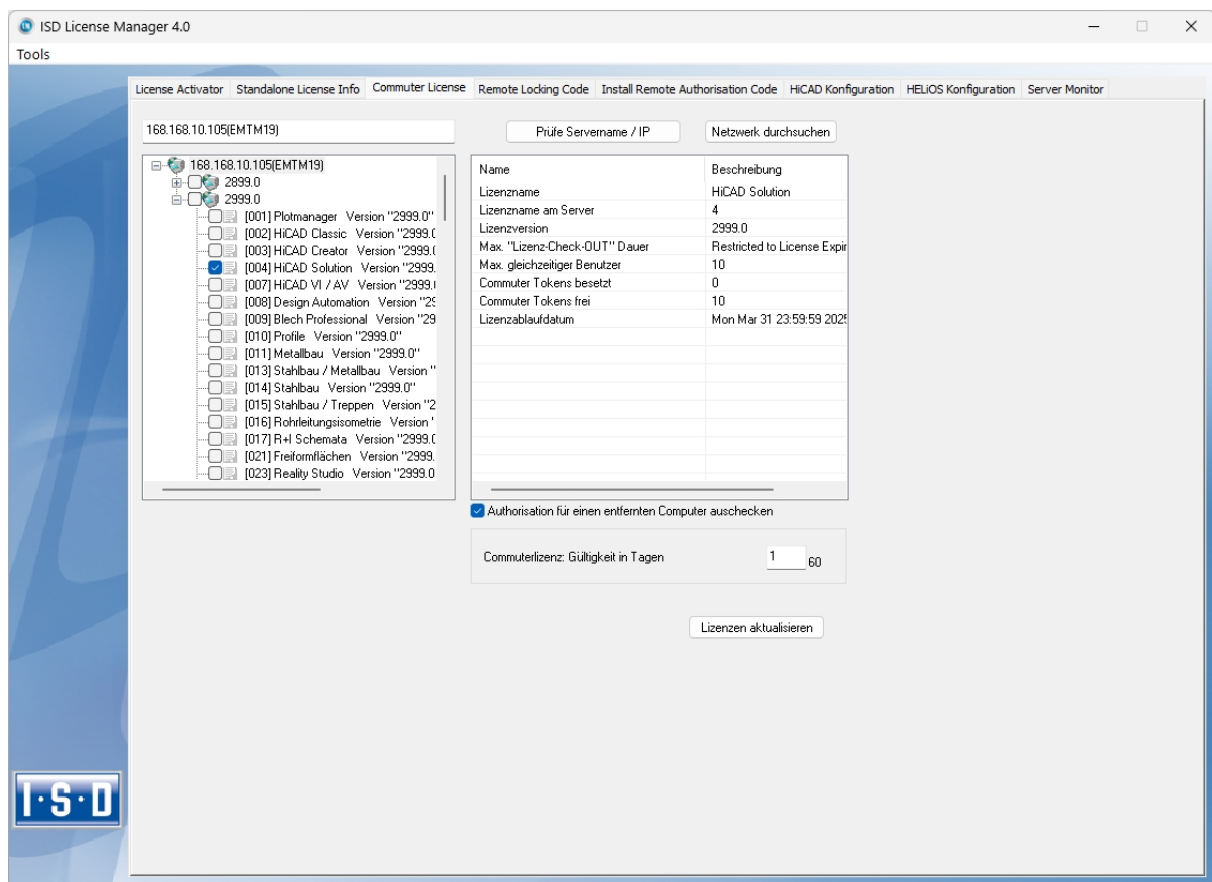 ISD License Manager 4.0
Tools
License Activator Standalone License Info Commuter License Remote Locking Code Install Remote Authorisation Code HiCAD Konfiguration HELiOS Konfiguration Server Monitor
168.168.10.105(EMTM19) Prüfe Servername / IP Netzwerk durchsuchen
168.168.10.105(EMTM19)
2899.0
2999.0
[001] Plotmanager Version "2999.0"
[002] HiCAD Classic Version "2999.0
[003] HiCAD Creator Version "2999.
[004] HiCAD Solution Version "2999.
[007] HiCAD VI / AV Version "2999.
[008] Design Automation Version "29
[009] Blech Professional Version "29
[010] Profile Version "2999.0"
[011] Metallbau Version "2999.0"
[013] Stahlbau / Metallbau Version "
[014] Stahlbau Version "2999.0"
[015] Stahlbau / Treppen Version "2
[016] Rohrleitungsisometrie Version "
[017] R+I Schemata Version "2999.0
[021] Freiformflächen Version "2999.
[023] Reality Studio Version "2999.0
Name Beschreibung
Lizenzname HiCAD Solution
Lizenzname am Server 4
Lizenzversion 2999.0
Max. "Lizenz-Check-OUT" Dauer Restricted to License Expir
Max. gleichzeitiger Benutzer 10
Commuter Tokens besetzt 0
Commuter Tokens frei 10
Lizenzablaufdatum Mon Mar 31 23:59:59 2025
Authorisation für einen entfernten Computer auschecken
Commuterlizenz: Gültigkeit in Tagen 1 60
Lizenzen aktualisieren
I·S·D